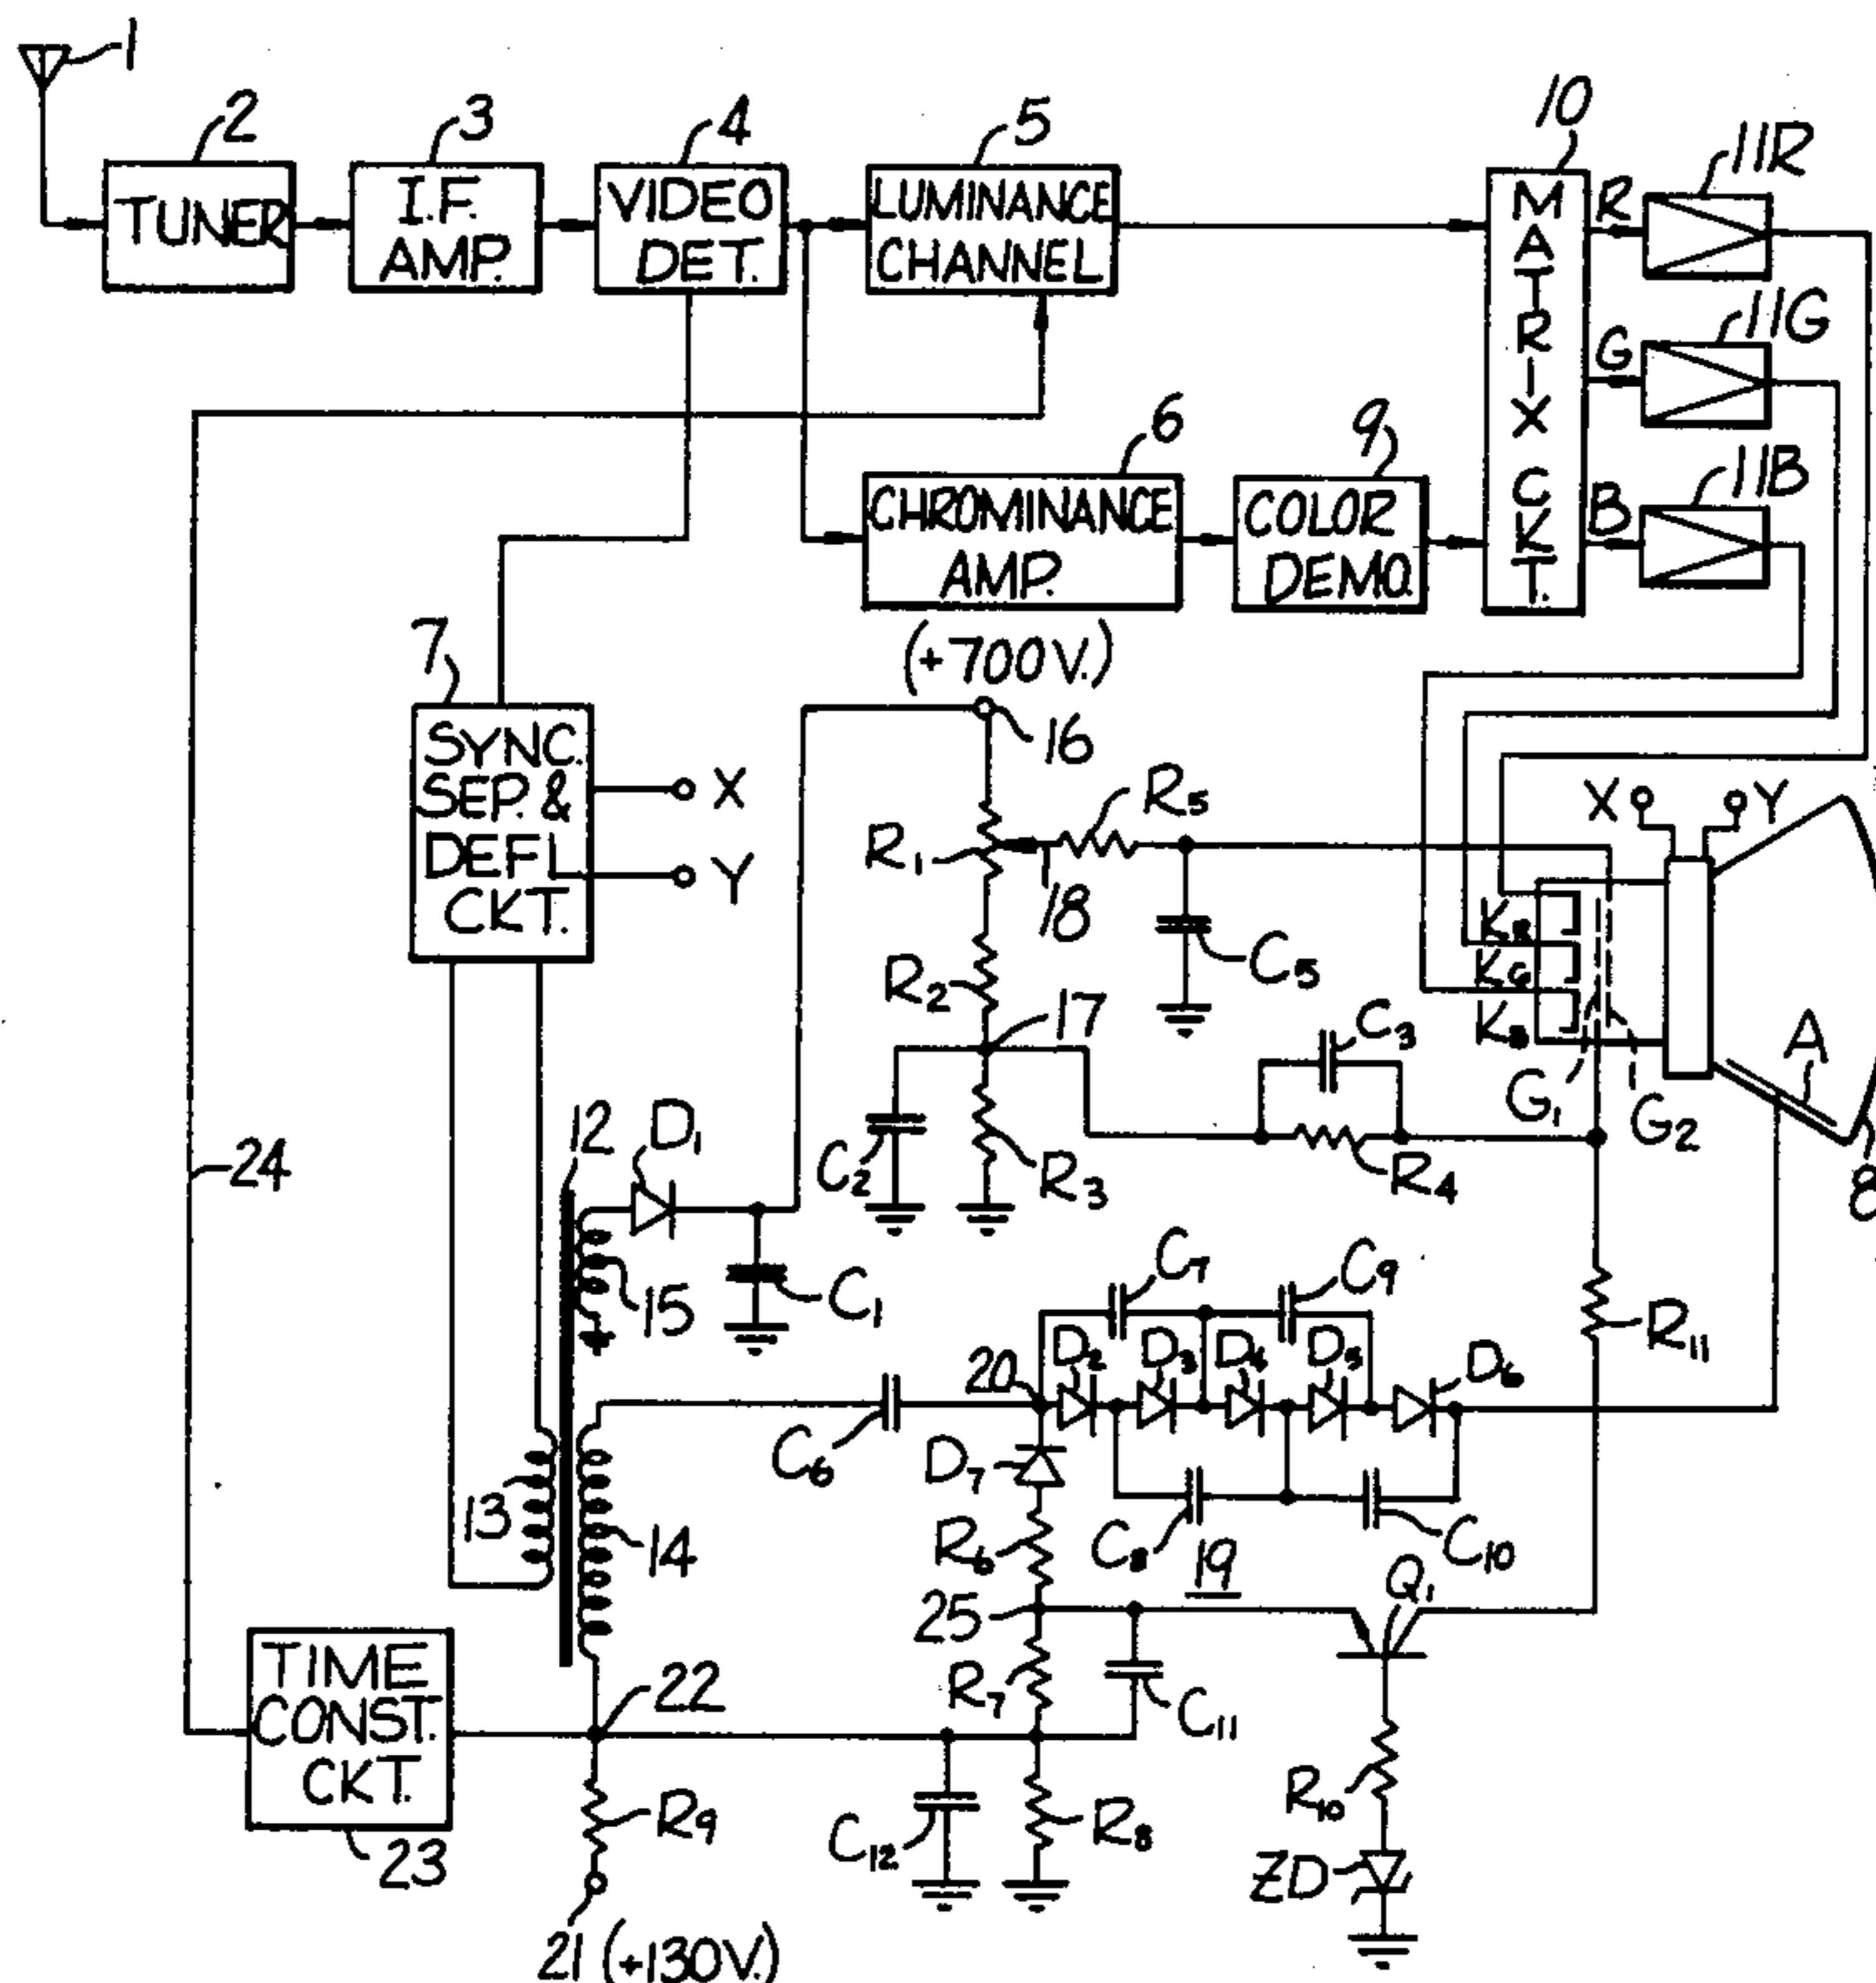 1
2
3
4
5
10
11R
TUNER
I.F.
AMP.
VIDEO
DET.
LUMINANCE
CHANNEL
MATRIX CKT.
R
11G
G
6
9
11B
B
CHROMINANCE
AMP.
COLOR
DEMO.
(+700V.)
7
16
SYNC.
SEP. &
DEFL
CKT.
X
Y
R1
R5
18
X
Y
R2
C5
KR
KG
KB
17
C3
A
G1
G2
C2
R3
R4
8
24
12
D1
15
C1
C7
C9
R11
20
D2
D3
D4
D5
D6
C6
D7
13
14
R6
C8
19
C10
Q1
25
TIME
CONST.
CKT.
22
R7
C11
R9
C12
R8
R10
23
ZD
21 (+130V.)